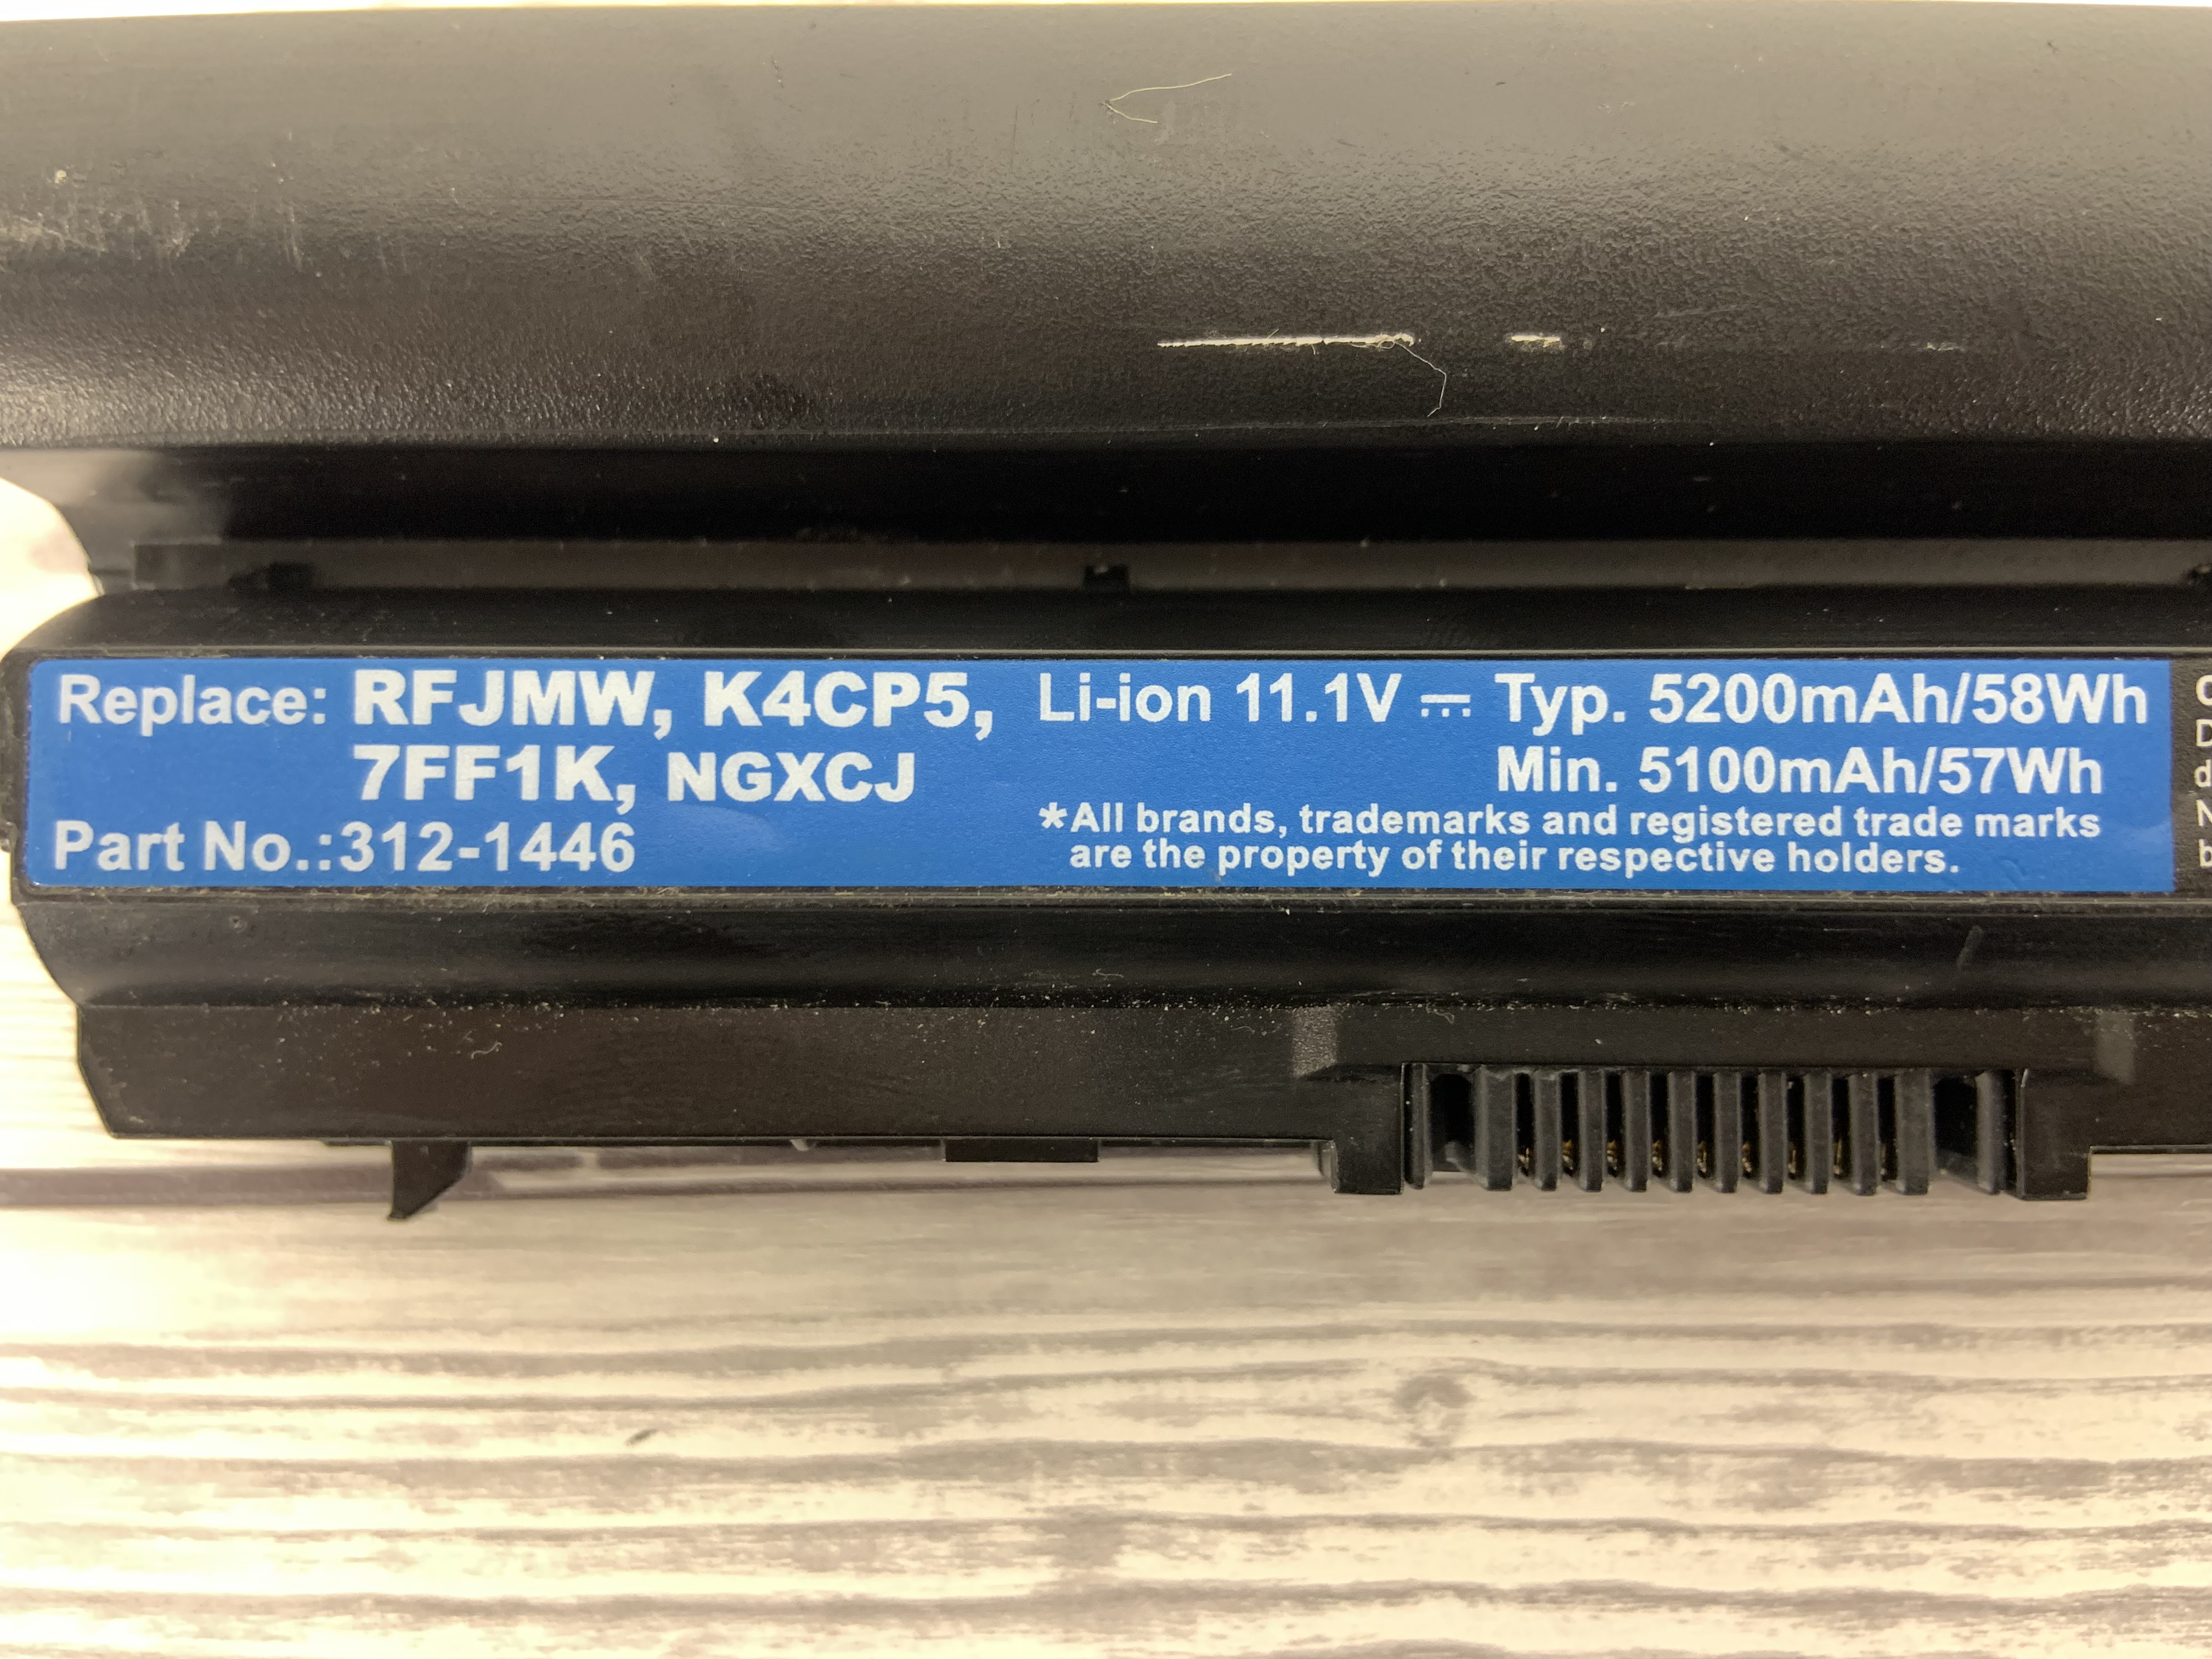 Replace: RFJMW, K4CP5,
7FF1K, NGXCJ
Part No.:312-1446
Li-ion 11.1V ⎓ Typ. 5200mAh/58Wh
Min. 5100mAh/57Wh
*All brands, trademarks and registered trade marks
are the property of their respective holders.